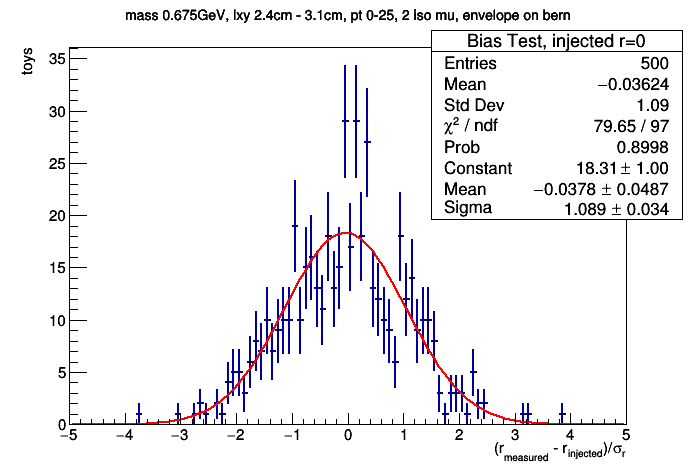 mass 0.675GeV, lxy 2.4cm - 3.1cm, pt 0-25, 2 iso mu, envelope on bern
Bias Test, injected r=0
Entries 500
Mean −0.03624
Std Dev 1.09
χ² / ndf 79.65 / 97
Prob 0.8998
Constant 18.31 ± 1.00
Mean −0.0378 ± 0.0487
Sigma 1.089 ± 0.034
toys
35
30
25
20
15
10
5
0
−5 −4 −3 −2 −1 0 1 2 3 4 5
(r_measured - r_injected)/σ_r